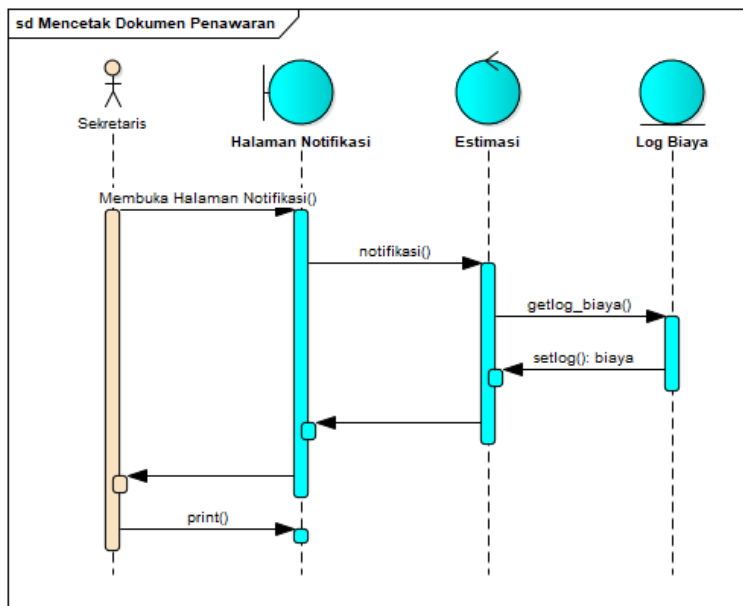 sd Mencetak Dokumen Penawaran
Sekretaris
Halaman Notifikasi
Estimasi
Log Biaya
Membuka Halaman Notifikasi()
notifikasi()
getlog_biaya()
setlog(): biaya
print()